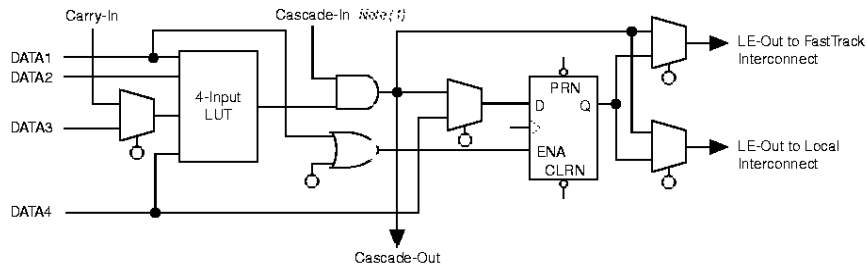 Carry-In
Cascade-In Note (1)
DATA1
DATA2
DATA3
DATA4
4-Input
LUT
PRN
D
Q
ENA
CLRN
LE-Out to FastTrack
Interconnect
LE-Out to Local
Interconnect
Cascade-Out